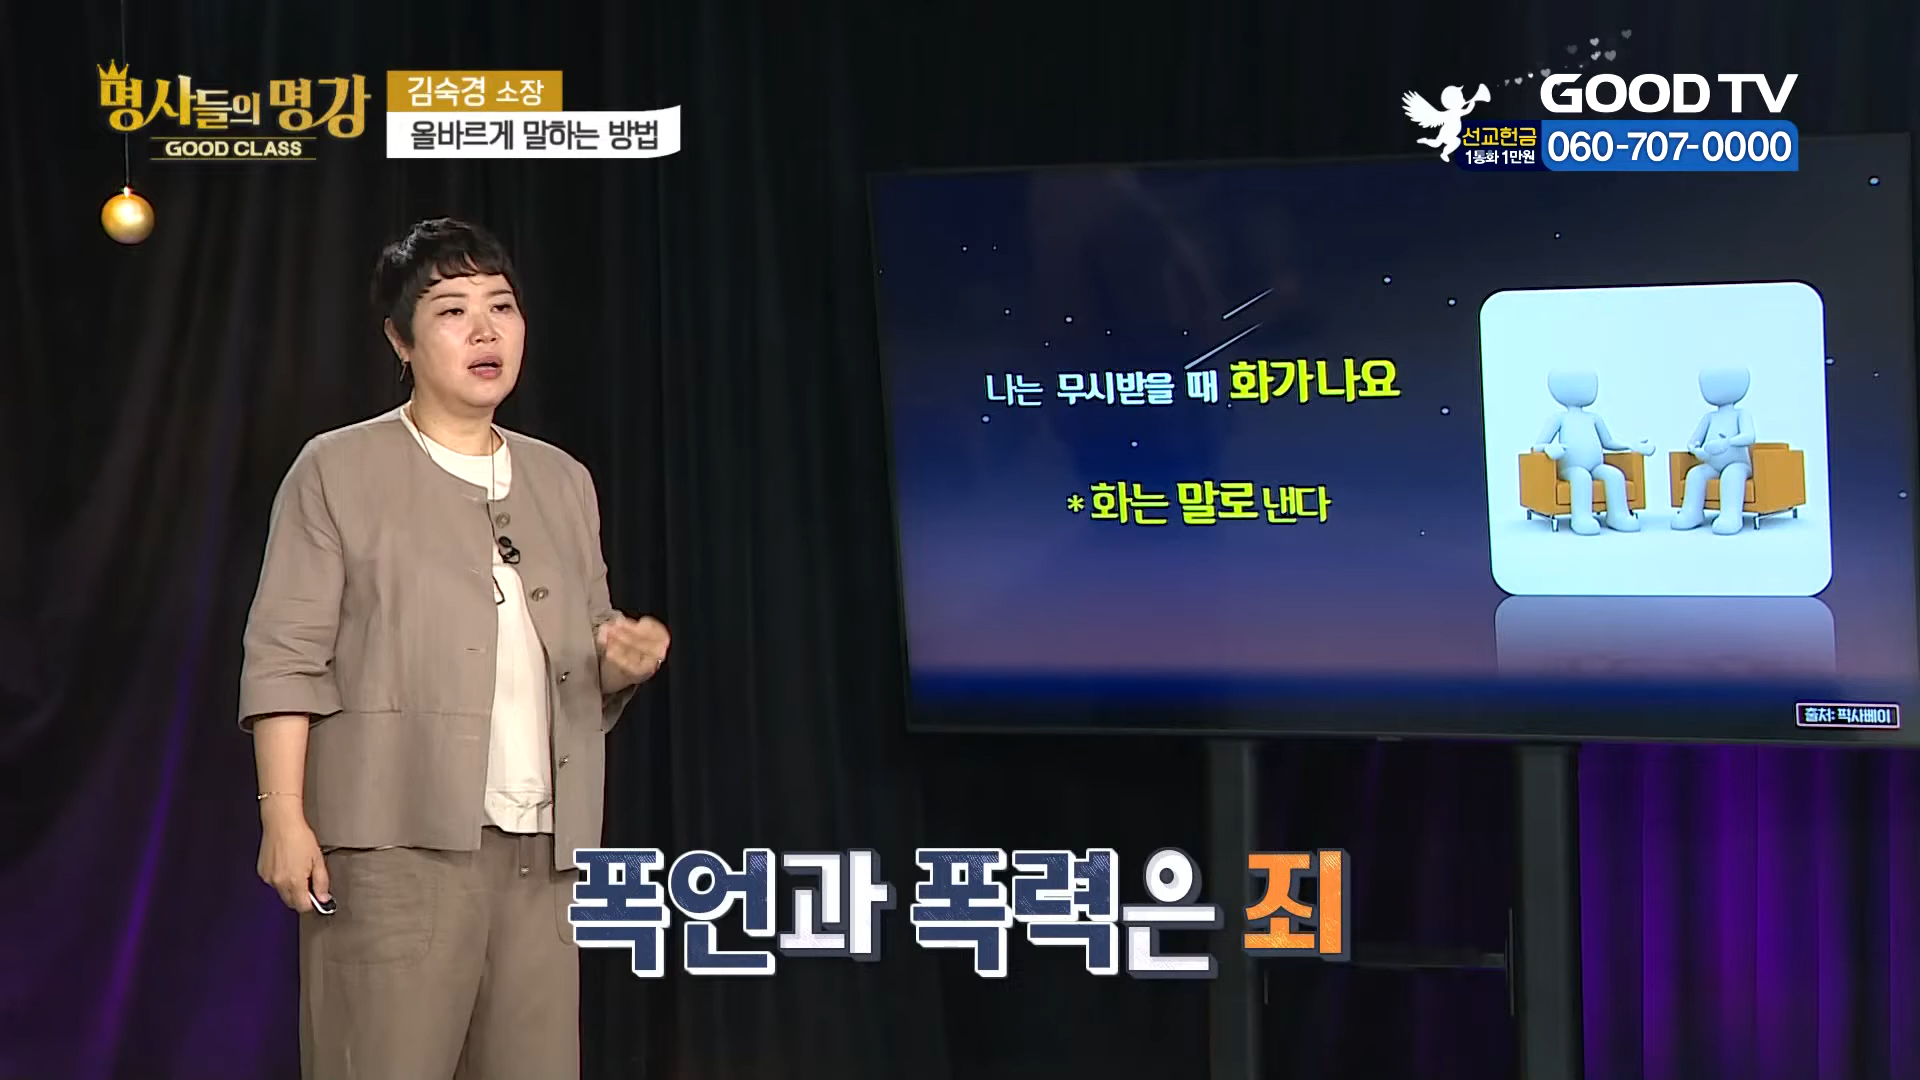 명사들의 명강
GOOD CLASS
김숙경 소장
올바르게 말하는 방법
GOOD TV
선교헌금
1통화 1만원
060-707-0000
나는 무시받을 때 화가 나요
*화는 말로 낸다
출처: 픽사베이
폭언과 폭력은 죄